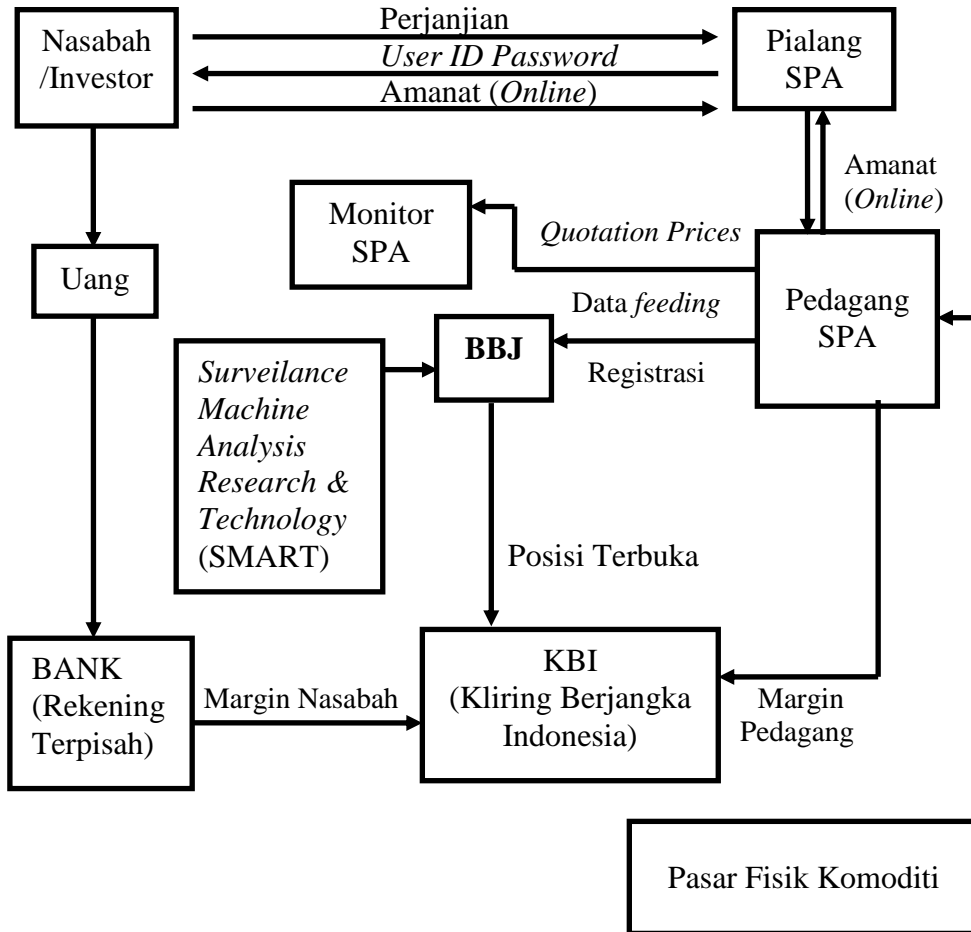 Nasabah
/Investor
Perjanjian
User ID Password
Amanat (Online)
Pialang
SPA
Amanat
(Online)
Monitor
SPA
Quotation Prices
Uang
Data feeding
Pedagang
SPA
BBJ
Registrasi
Surveilance
Machine
Analysis
Research &
Technology
(SMART)
Posisi Terbuka
BANK
(Rekening
Terpisah)
Margin Nasabah
KBI
(Kliring Berjangka
Indonesia)
Margin
Pedagang
Pasar Fisik Komoditi